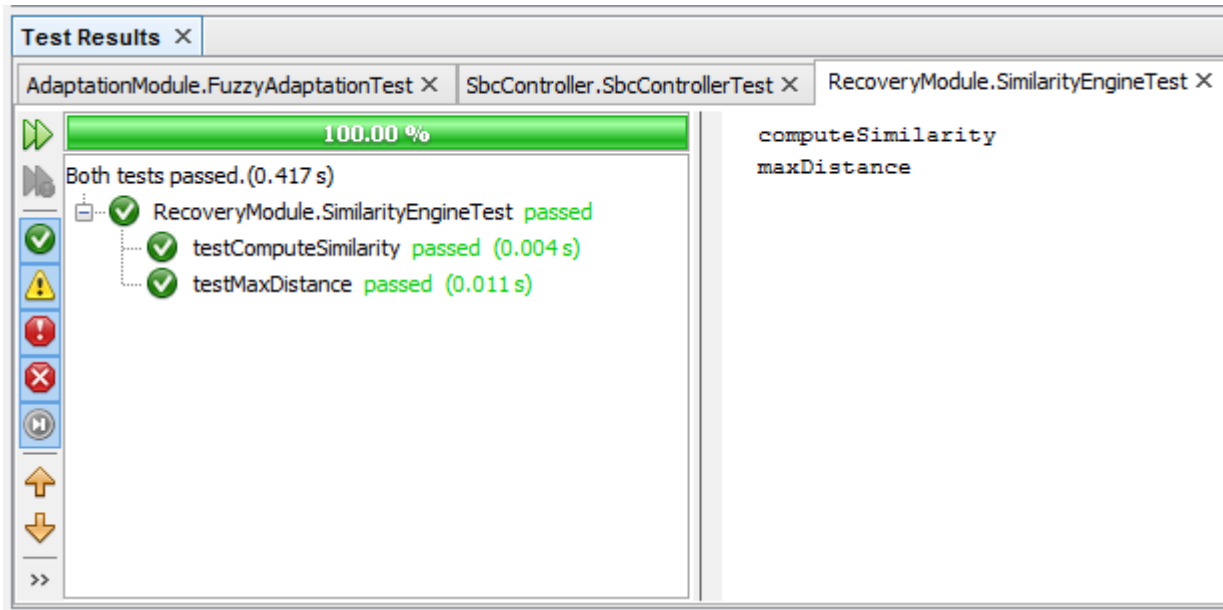 Test Results
AdaptationModule.FuzzyAdaptationTest SbcController.SbcControllerTest RecoveryModule.SimilarityEngineTest
100.00 %
Both tests passed.(0.417 s)
RecoveryModule.SimilarityEngineTest passed
testComputeSimilarity passed (0.004 s)
testMaxDistance passed (0.011 s)
computeSimilarity
maxDistance